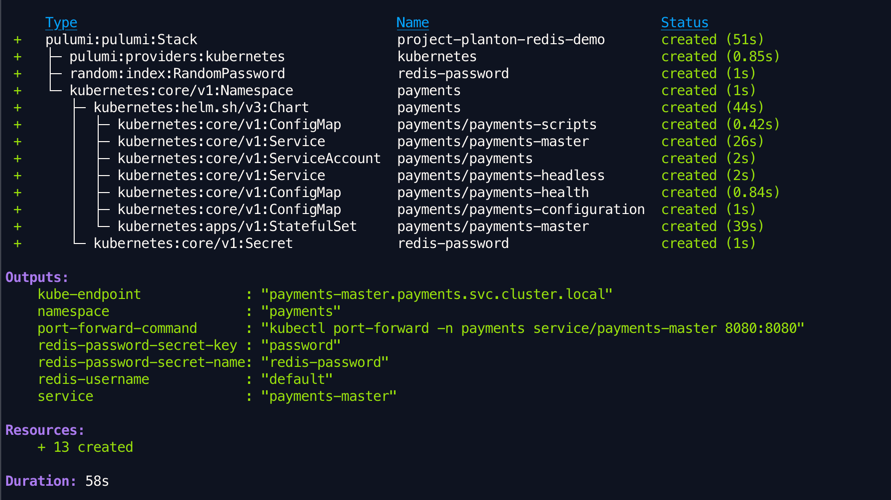 Type Name Status
+ pulumi:pulumi:Stack project-planton-redis-demo created (51s)
+ ├─ pulumi:providers:kubernetes kubernetes created (0.85s)
+ ├─ random:index:RandomPassword redis-password created (1s)
+ └─ kubernetes:core/v1:Namespace payments created (1s)
+ ├─ kubernetes:helm.sh/v3:Chart payments created (44s)
+ │ ├─ kubernetes:core/v1:ConfigMap payments/payments-scripts created (0.42s)
+ │ ├─ kubernetes:core/v1:Service payments/payments-master created (26s)
+ │ ├─ kubernetes:core/v1:ServiceAccount payments/payments created (2s)
+ │ ├─ kubernetes:core/v1:Service payments/payments-headless created (2s)
+ │ ├─ kubernetes:core/v1:ConfigMap payments/payments-health created (0.84s)
+ │ ├─ kubernetes:core/v1:ConfigMap payments/payments-configuration created (1s)
+ │ └─ kubernetes:apps/v1:StatefulSet payments/payments-master created (39s)
+ └─ kubernetes:core/v1:Secret redis-password created (1s)
Outputs:
kube-endpoint : "payments-master.payments.svc.cluster.local"
namespace : "payments"
port-forward-command : "kubectl port-forward -n payments service/payments-master 8080:8080"
redis-password-secret-key : "password"
redis-password-secret-name: "redis-password"
redis-username : "default"
service : "payments-master"
Resources:
+ 13 created
Duration: 58s